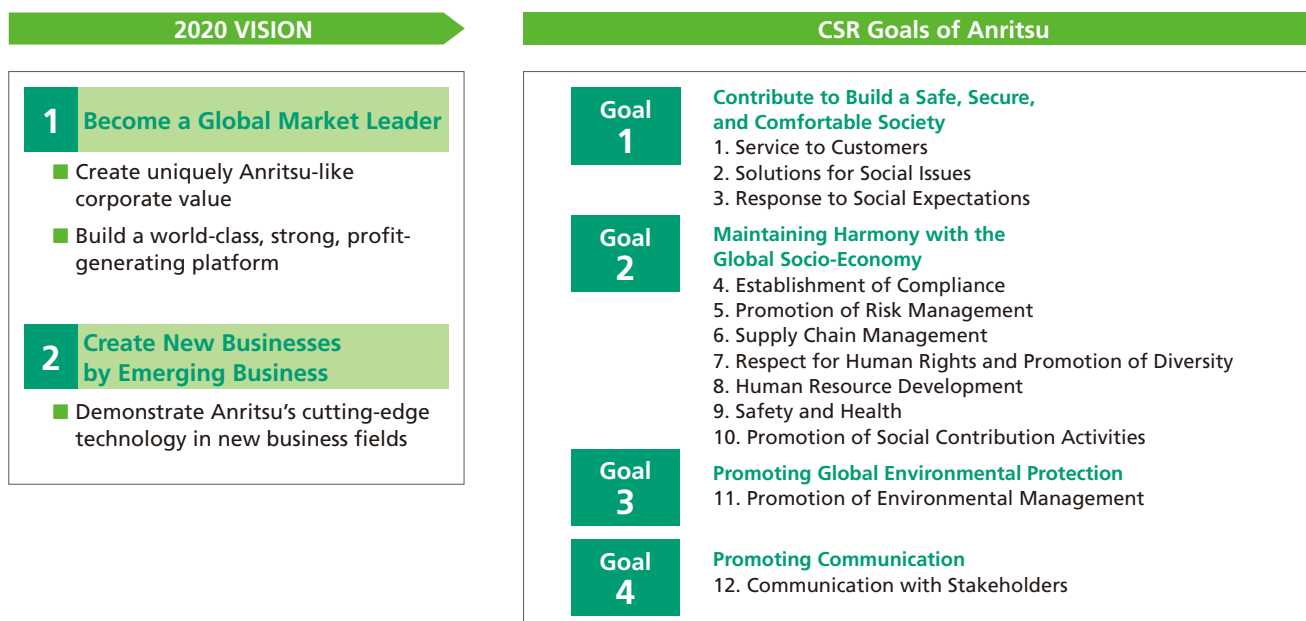 2020 VISION
1 Become a Global Market Leader
■ Create uniquely Anritsu-like
corporate value
■ Build a world-class, strong, profit-
generating platform
2 Create New Businesses
by Emerging Business
■ Demonstrate Anritsu's cutting-edge
technology in new business fields
CSR Goals of Anritsu
Goal
1
Contribute to Build a Safe, Secure,
and Comfortable Society
1. Service to Customers
2. Solutions for Social Issues
3. Response to Social Expectations
Goal
2
Maintaining Harmony with the
Global Socio-Economy
4. Establishment of Compliance
5. Promotion of Risk Management
6. Supply Chain Management
7. Respect for Human Rights and Promotion of Diversity
8. Human Resource Development
9. Safety and Health
10. Promotion of Social Contribution Activities
Goal
3
Promoting Global Environmental Protection
11. Promotion of Environmental Management
Goal
4
Promoting Communication
12. Communication with Stakeholders